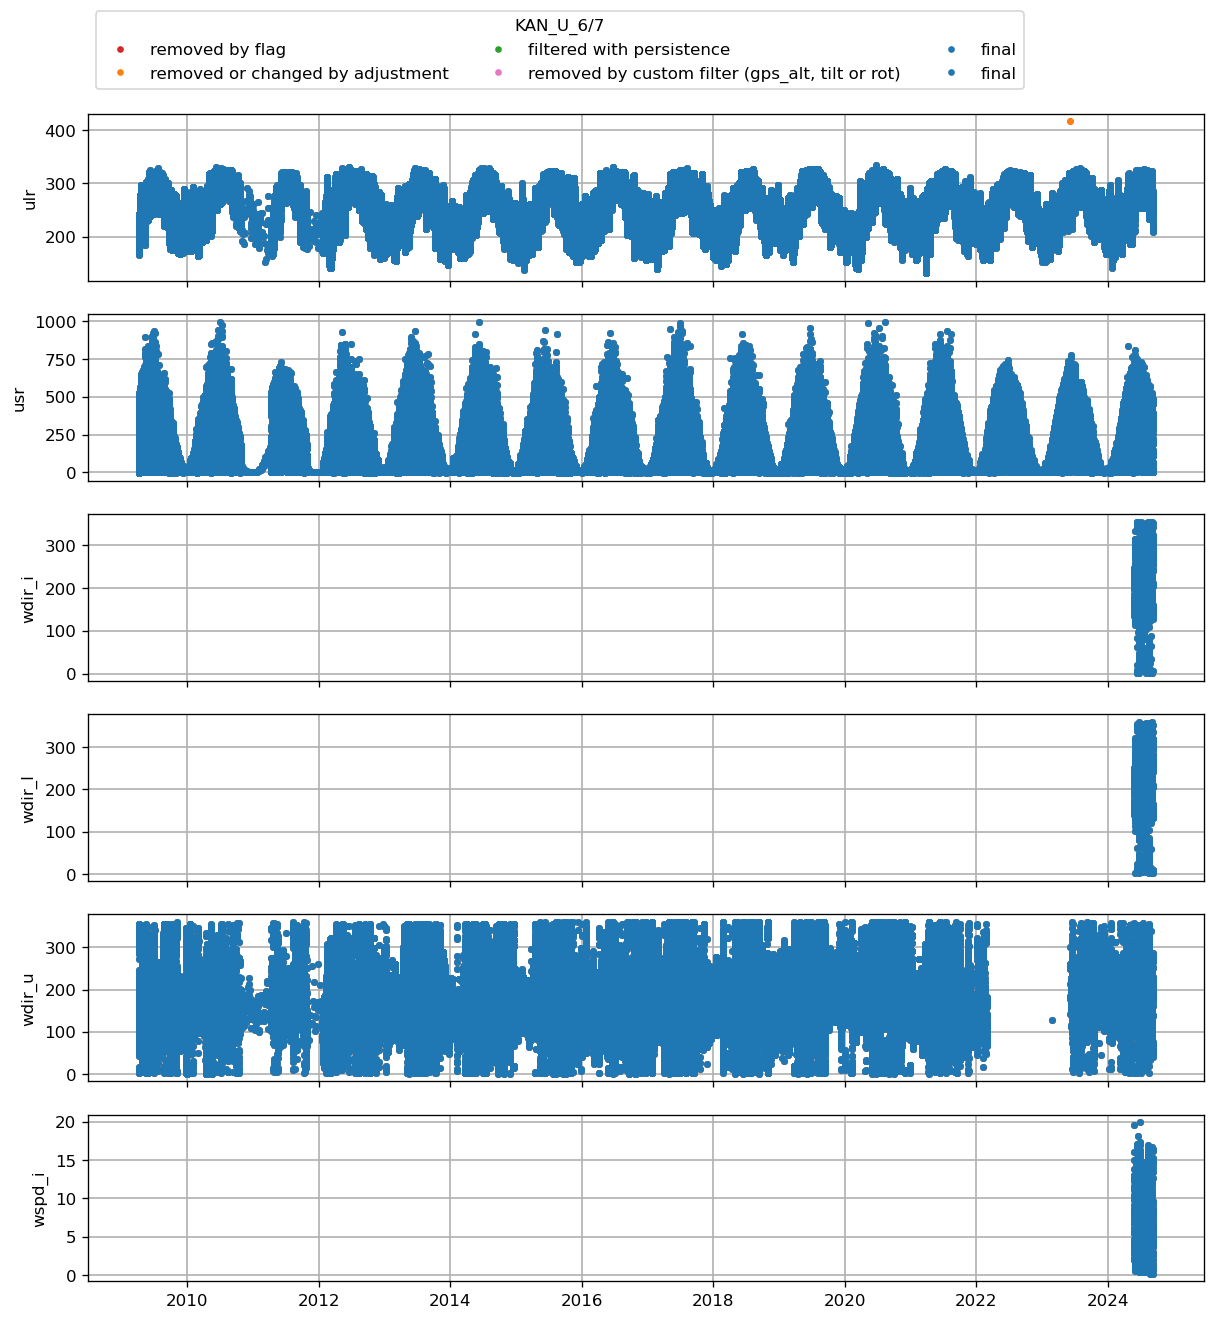 KAN_U_6/7
removed by flag
filtered with persistence
final
removed or changed by adjustment
removed by custom filter (gps_alt, tilt or rot)
final
400
300
200
ulr
1000
750
500
250
0
usr
300
200
100
0
wdir_i
300
200
100
0
wdir_l
300
200
100
0
wdir_u
20
15
10
5
0
wspd_i
2010 2012 2014 2016 2018 2020 2022 2024